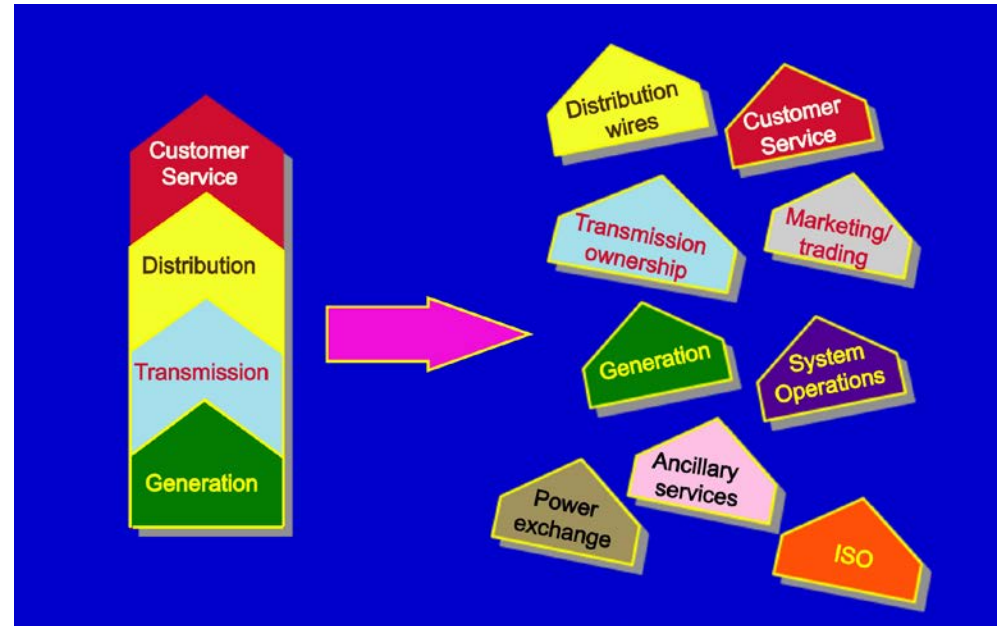 Customer
Service
Distribution
Transmission
Generation
Distribution
wires
Customer
Service
Transmission
ownership
Marketing/
trading
Generation
System
Operations
Ancillary
services
Power
exchange
ISO